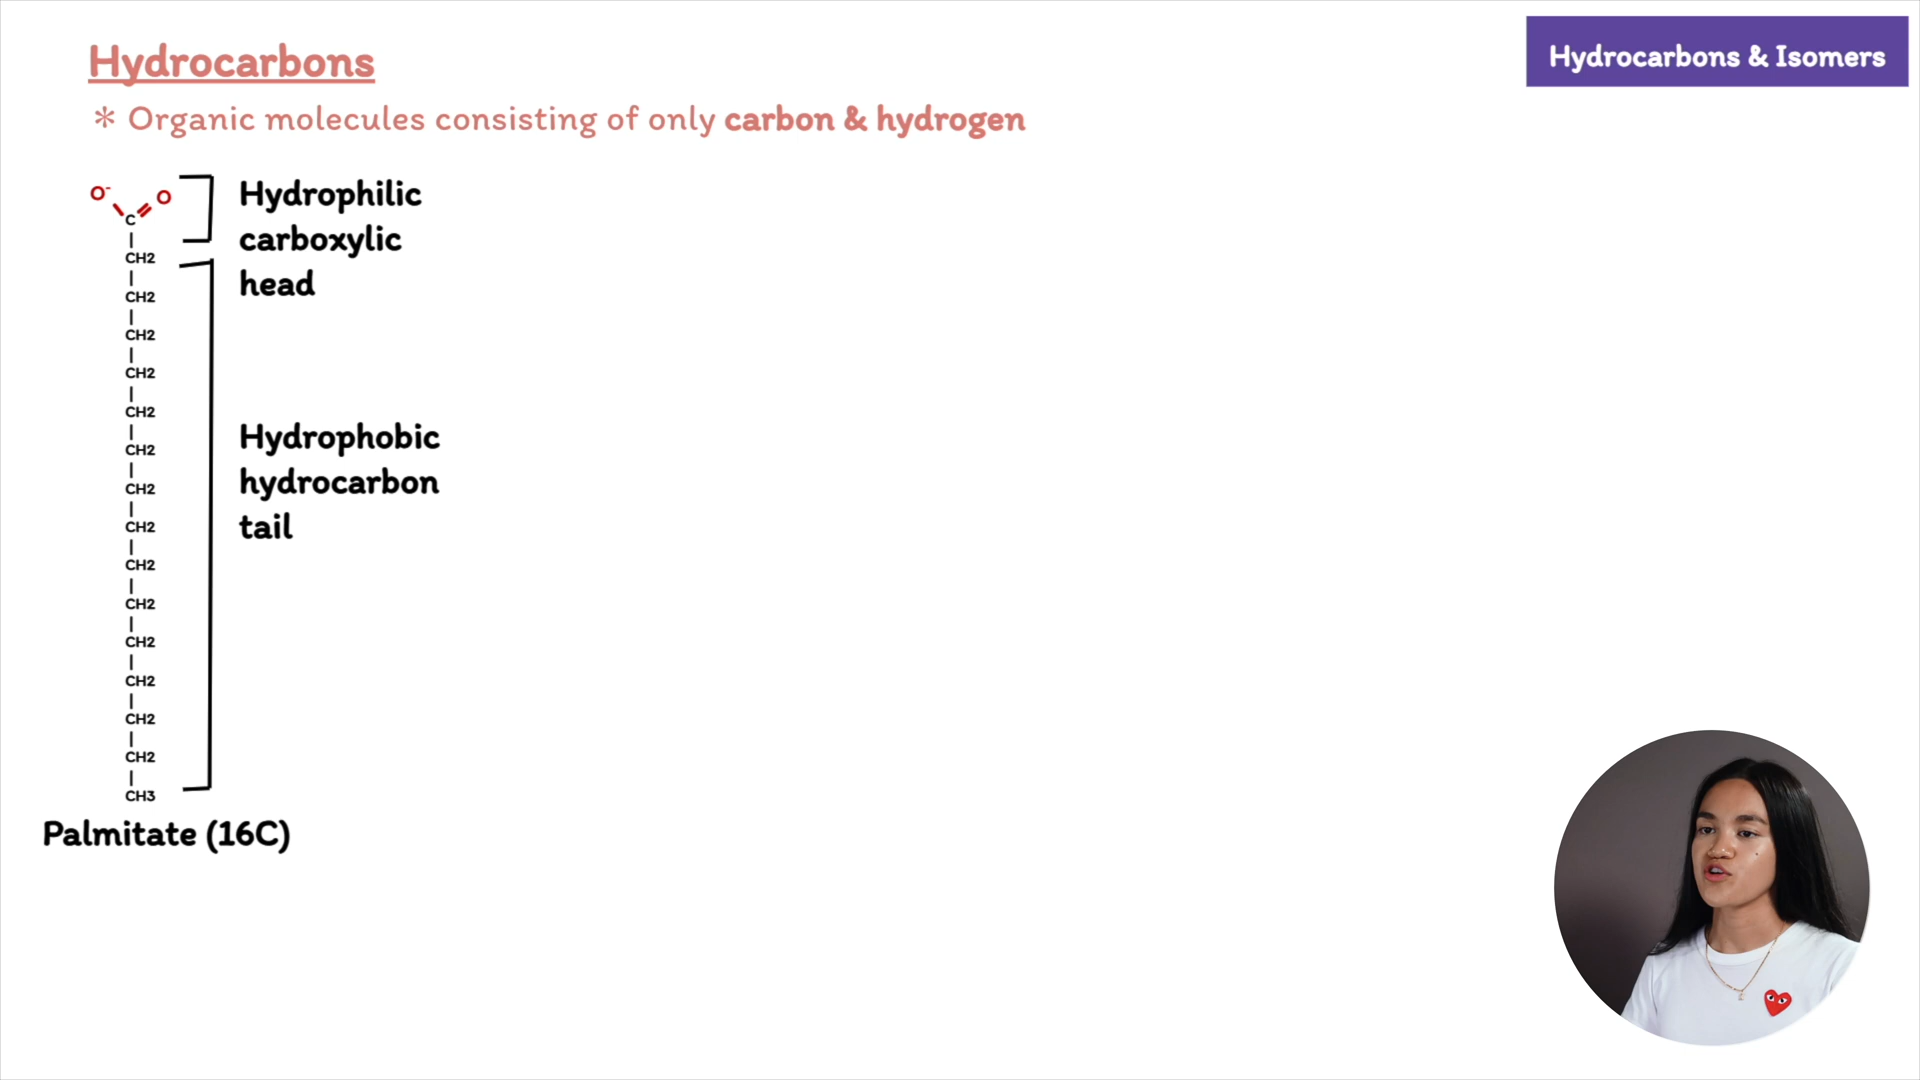 Hydrocarbons & Isomers
Hydrocarbons
* Organic molecules consisting of only carbon & hydrogen
O- O
C
CH2
CH2
CH2
CH2
CH2
CH2
CH2
CH2
CH2
CH2
CH2
CH2
CH2
CH2
CH3
Hydrophilic
carboxylic
head
Hydrophobic
hydrocarbon
tail
Palmitate (16C)